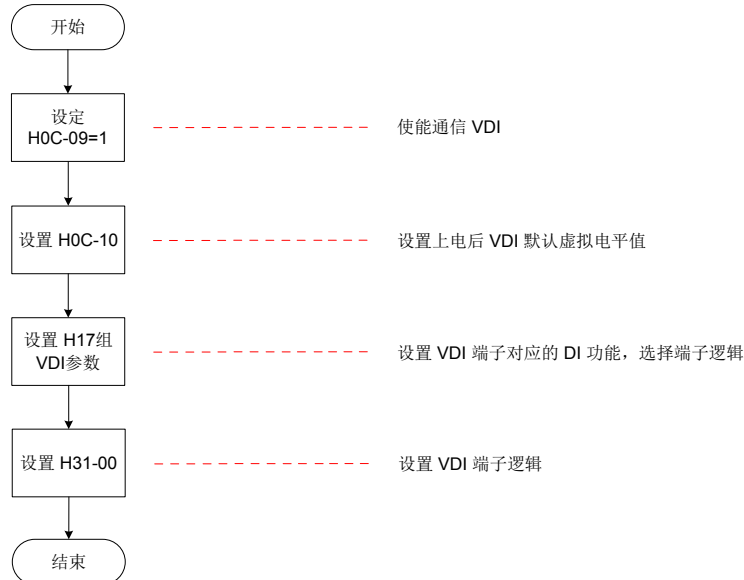 开始
设定
H0C-09=1
使能通信 VDI
设置 H0C-10
设置上电后 VDI 默认虚拟电平值
设置 H17组
VDI参数
设置 VDI 端子对应的 DI 功能，选择端子逻辑
设置 H31-00
设置 VDI 端子逻辑
结束